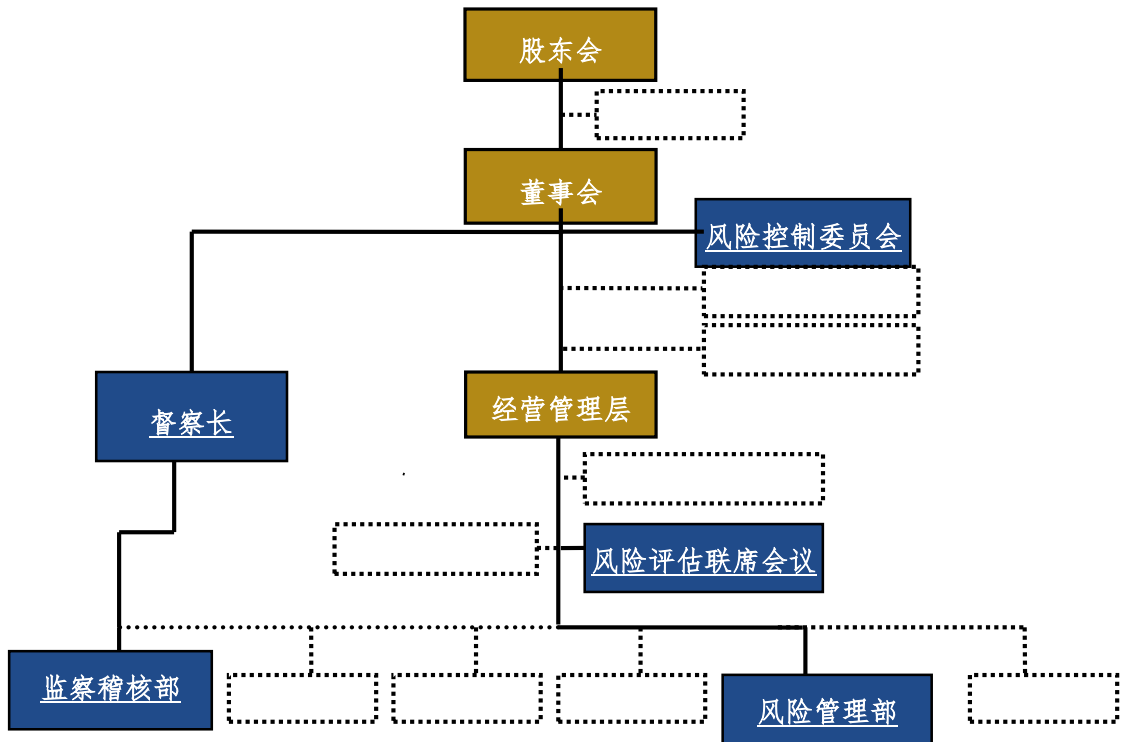 股东会
董事会
风险控制委员会
督察长
经营管理层
风险评估联席会议
监察稽核部
风险管理部